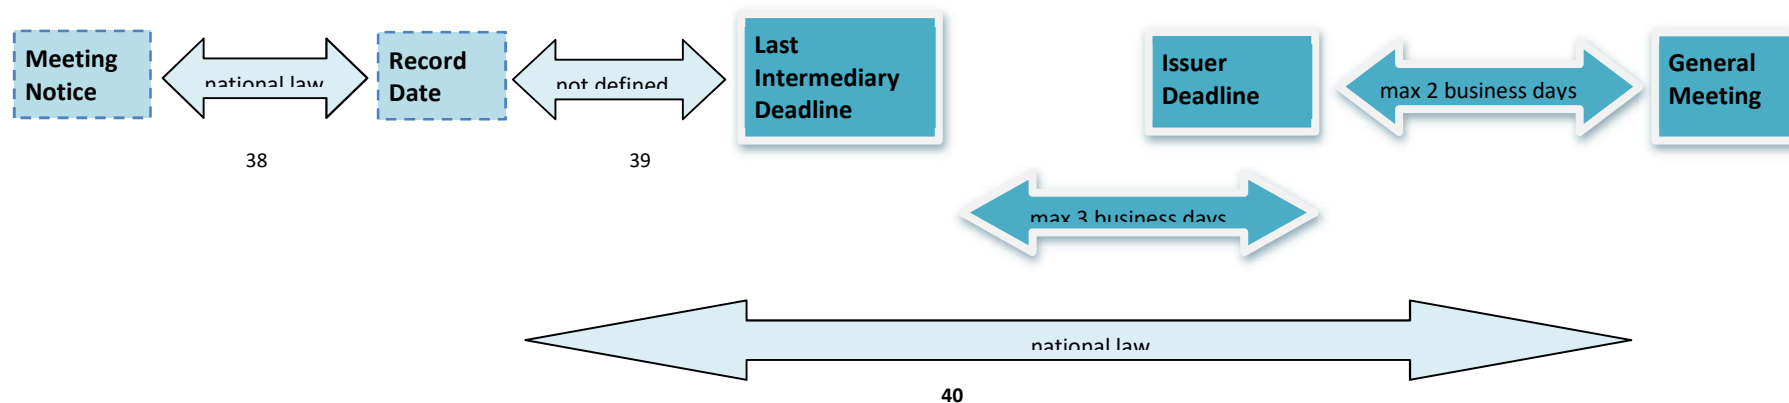 Meeting
Notice
national law
Record
Date
not defined
Last
Intermediary
Deadline
Issuer
Deadline
max 2 business days
General
Meeting
38
39
max 3 business days
national law
40